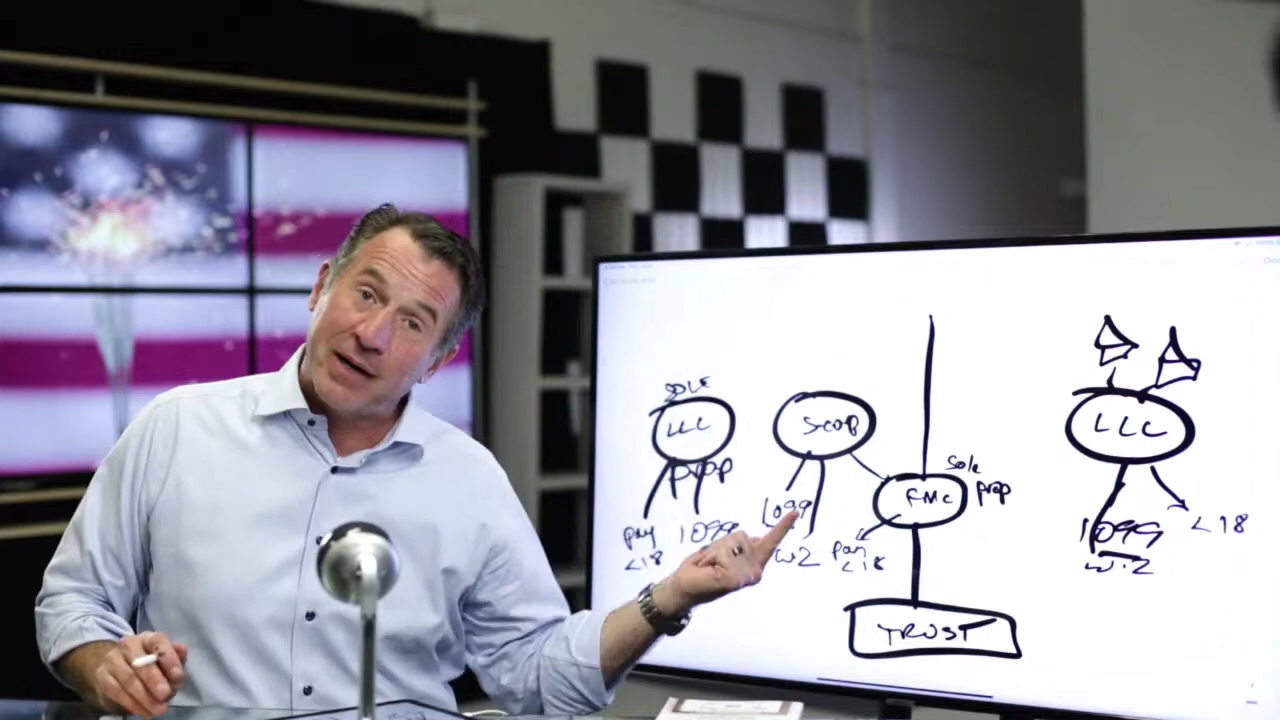 SOLE
LLC
prop
pay
<18
1099
SCORP
1099
W2
pay
<18
FMC
sole
prop
TRUST
LLC
1099
W.2
<18